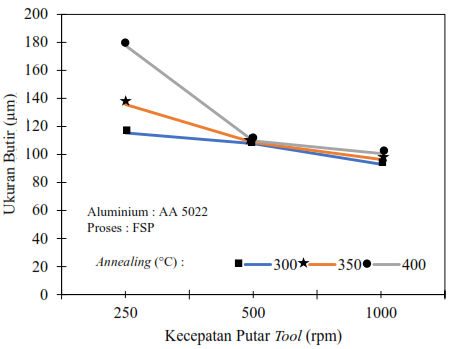 200
180
160
140
120
100
80
60
40
20
0
Ukuran Butir (µm)
Aluminium : AA 5022
Proses : FSP
Annealing (°C) : 300 350 400
250 500 1000
Kecepatan Putar Tool (rpm)